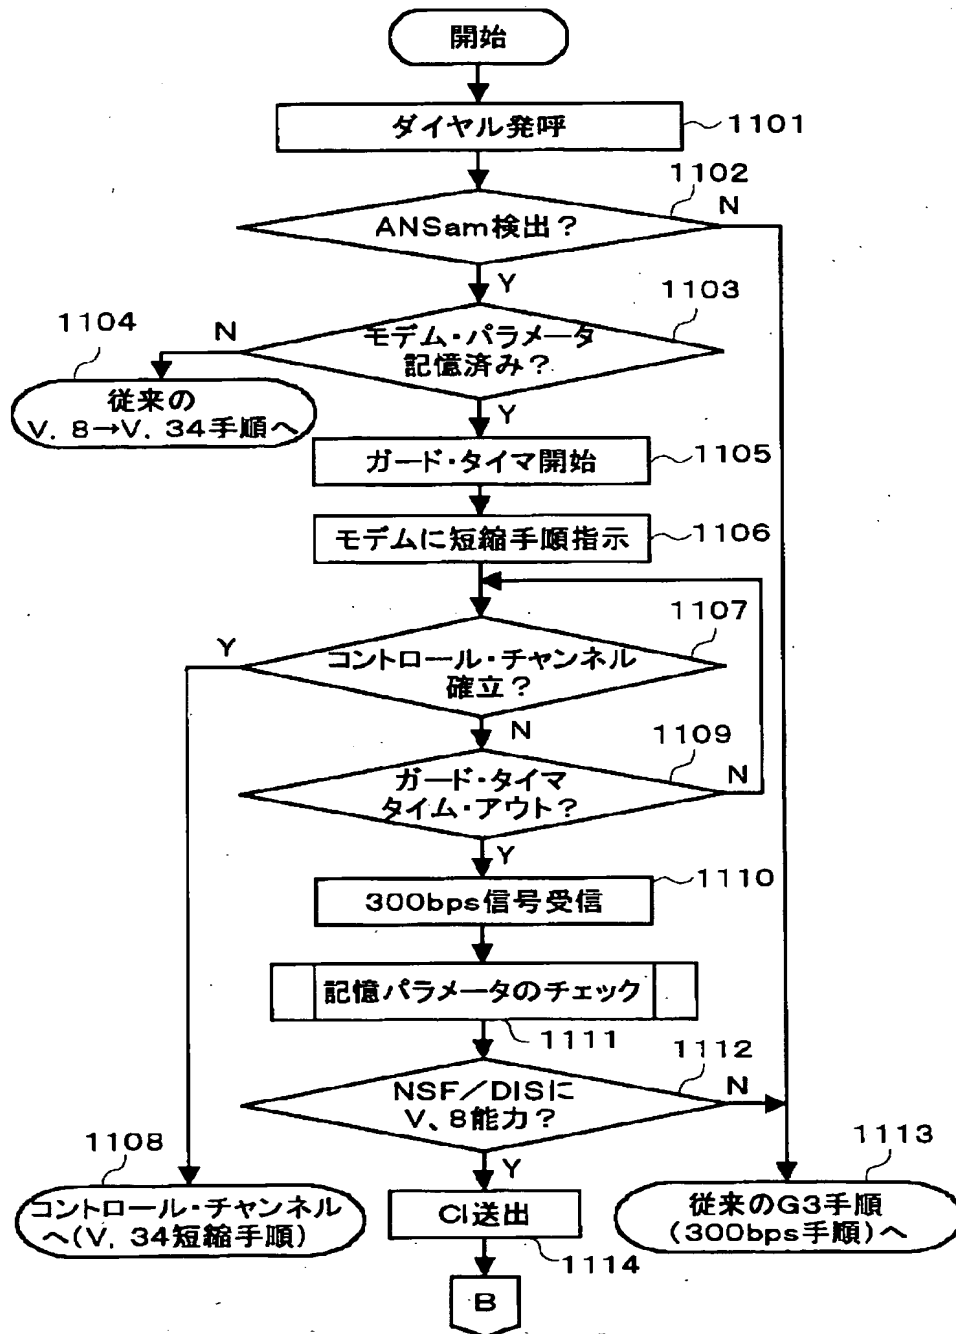 開始
ダイヤル発呼
1101
1102
ANSam検出？
N
Y
1103
モデム・パラメータ
記憶済み？
N
1104
従来の
V．8→V．34手順へ
Y
ガード・タイマ開始
1105
モデムに短縮手順指示
1106
1107
コントロール・チャンネル
確立？
Y
N
1109
ガード・タイマ
タイム・アウト？
N
Y
1110
300bps信号受信
記憶パラメータのチェック
1111
1112
NSF／DISに
V、8能力？
N
Y
1108
コントロール・チャンネル
へ(V．34短縮手順)
CI送出
1114
1113
従来のG3手順
(300bps手順)へ
B